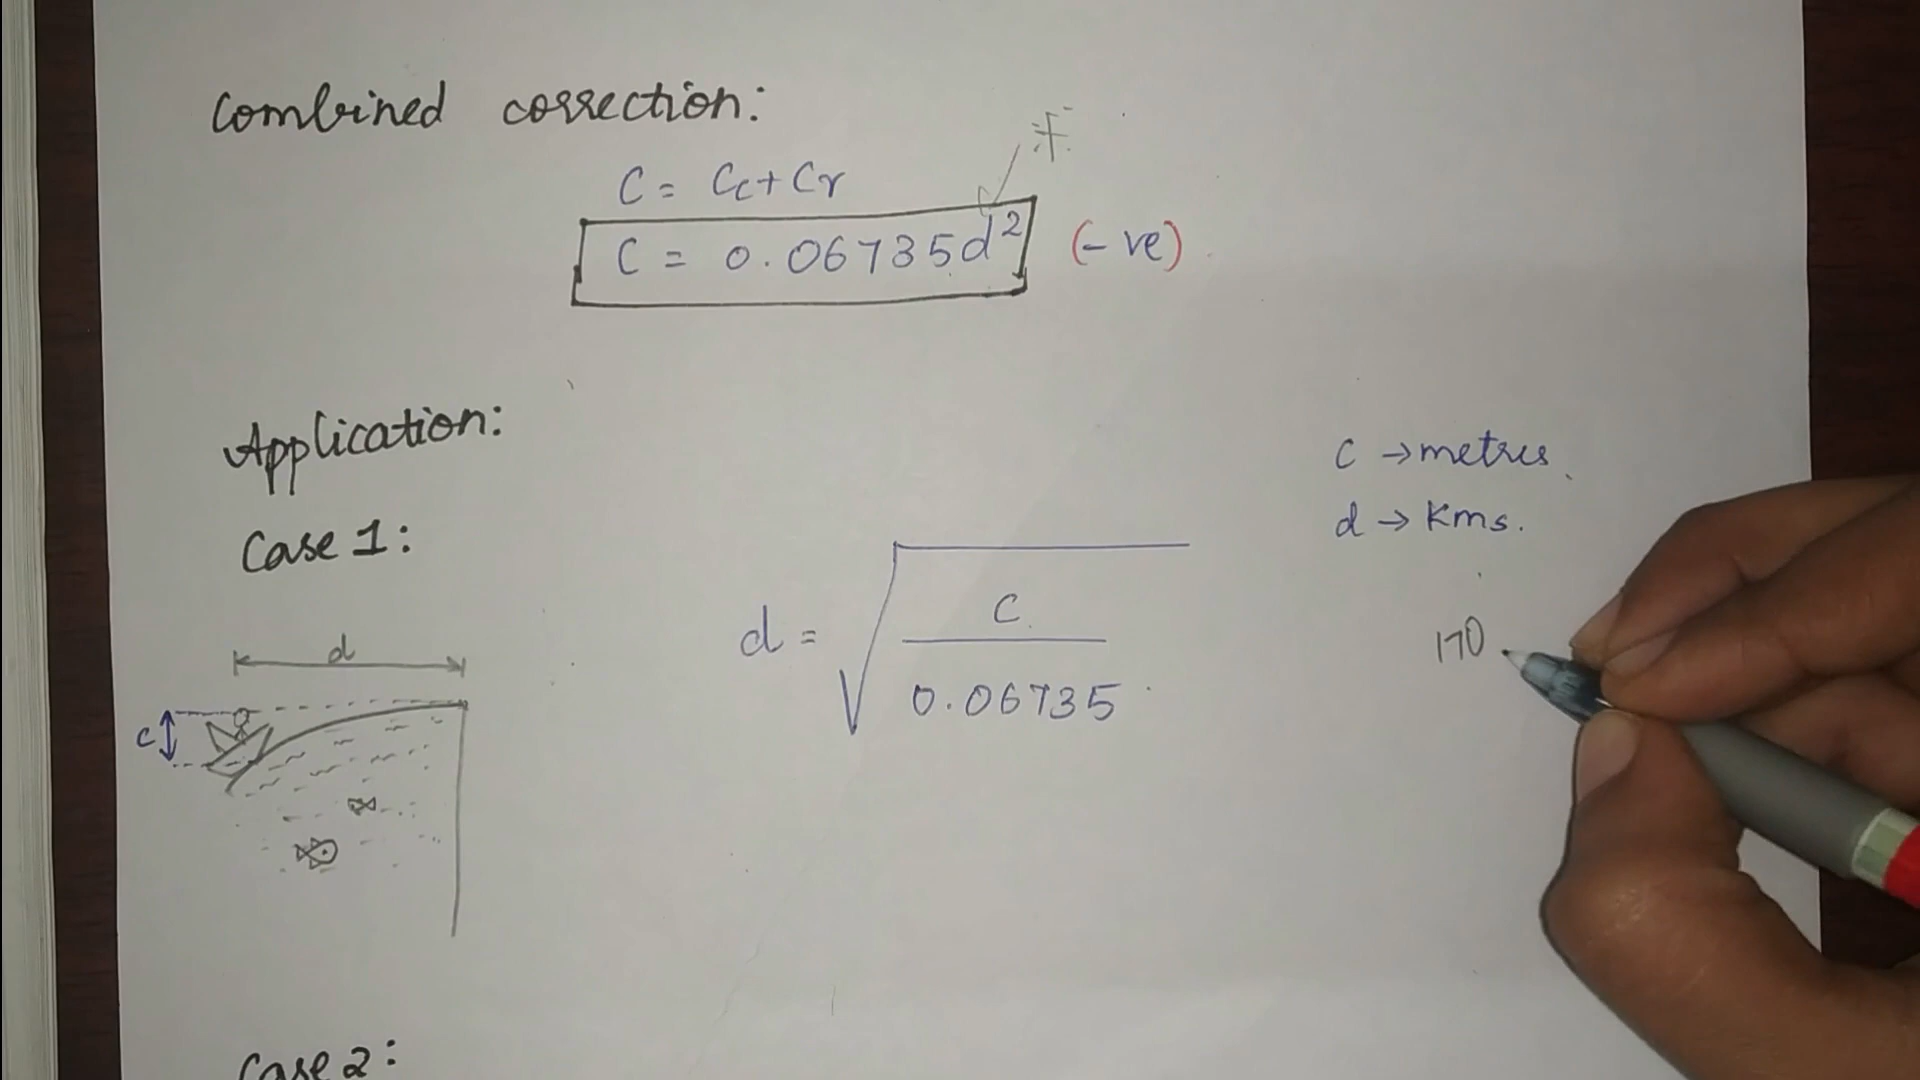 Combined correction:
C = Cc + Cr
C = 0.06735d² (- ve)
Application:
C → metres
d → Kms.
Case 1:
d = √ C / 0.06735
170
d
c
Case 2: